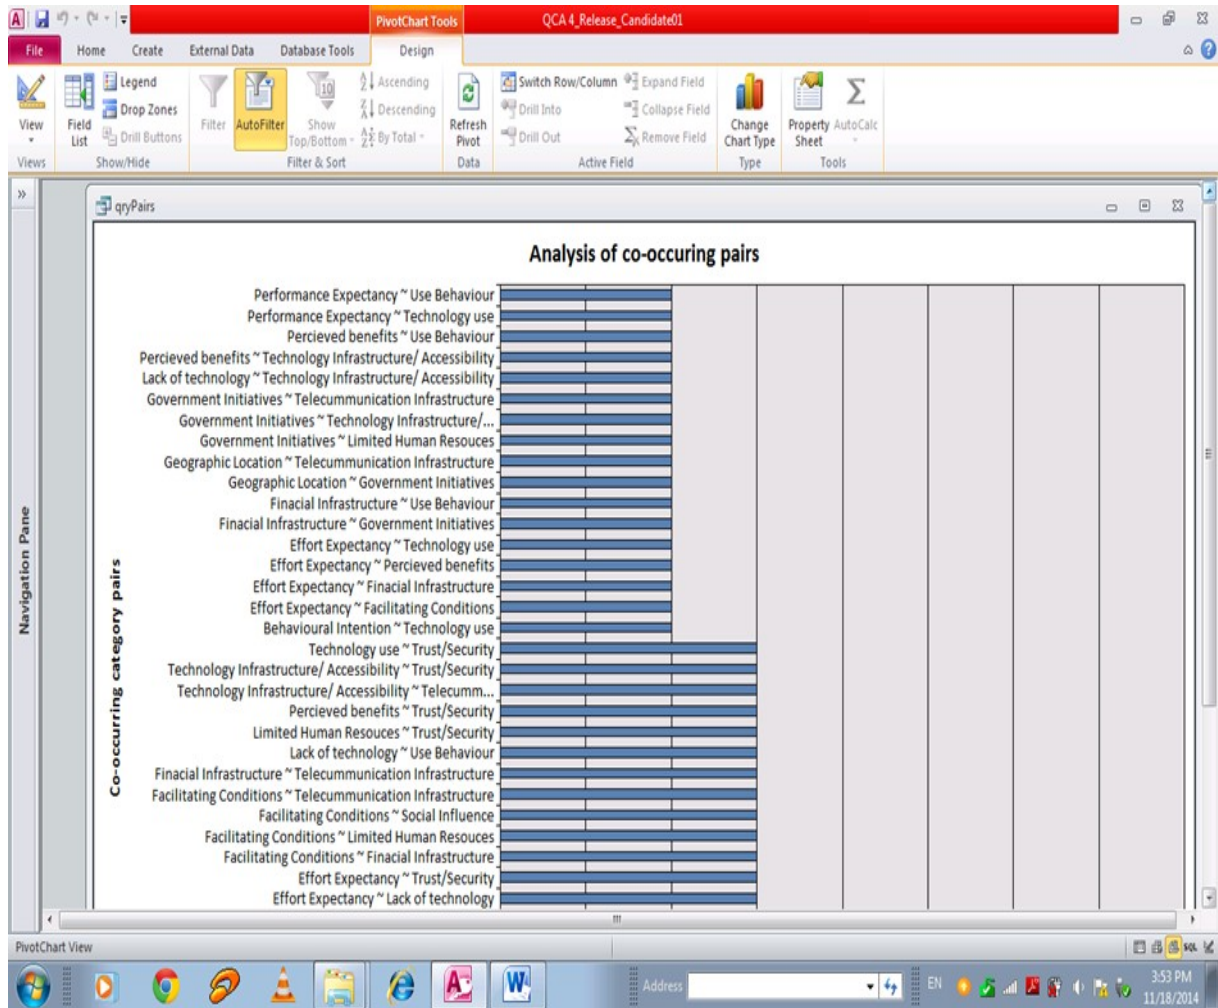 PivotChart Tools
QCA 4_Release_Candidate01
File Home Create External Data Database Tools Design
View
Field List
Legend
Drop Zones
Drill Buttons
Filter
AutoFilter
Show Top/Bottom
Ascending
Descending
By Total
Refresh Pivot
Switch Row/Column
Drill Into
Drill Out
Expand Field
Collapse Field
Remove Field
Change Chart Type
Property Sheet
AutoCalc
Views Show/Hide Filter & Sort Data Active Field Type Tools
Navigation Pane
qryPairs
Analysis of co-occuring pairs
Co-occurring category pairs
Performance Expectancy ~ Use Behaviour
Performance Expectancy ~ Technology use
Percieved benefits ~ Use Behaviour
Percieved benefits ~ Technology Infrastructure/ Accessibility
Lack of technology ~ Technology Infrastructure/ Accessibility
Government Initiatives ~ Telecummunication Infrastructure
Government Initiatives ~ Technology Infrastructure/...
Government Initiatives ~ Limited Human Resouces
Geographic Location ~ Telecummunication Infrastructure
Geographic Location ~ Government Initiatives
Finacial Infrastructure ~ Use Behaviour
Finacial Infrastructure ~ Government Initiatives
Effort Expectancy ~ Technology use
Effort Expectancy ~ Percieved benefits
Effort Expectancy ~ Finacial Infrastructure
Effort Expectancy ~ Facilitating Conditions
Behavioural Intention ~ Technology use
Technology use ~ Trust/Security
Technology Infrastructure/ Accessibility ~ Trust/Security
Technology Infrastructure/ Accessibility ~ Telecumm...
Percieved benefits ~ Trust/Security
Limited Human Resouces ~ Trust/Security
Lack of technology ~ Use Behaviour
Finacial Infrastructure ~ Telecummunication Infrastructure
Facilitating Conditions ~ Telecummunication Infrastructure
Facilitating Conditions ~ Social Influence
Facilitating Conditions ~ Limited Human Resouces
Facilitating Conditions ~ Finacial Infrastructure
Effort Expectancy ~ Trust/Security
Effort Expectancy ~ Lack of technology
PivotChart View
SQL
Address
EN
3:53 PM
11/18/2014